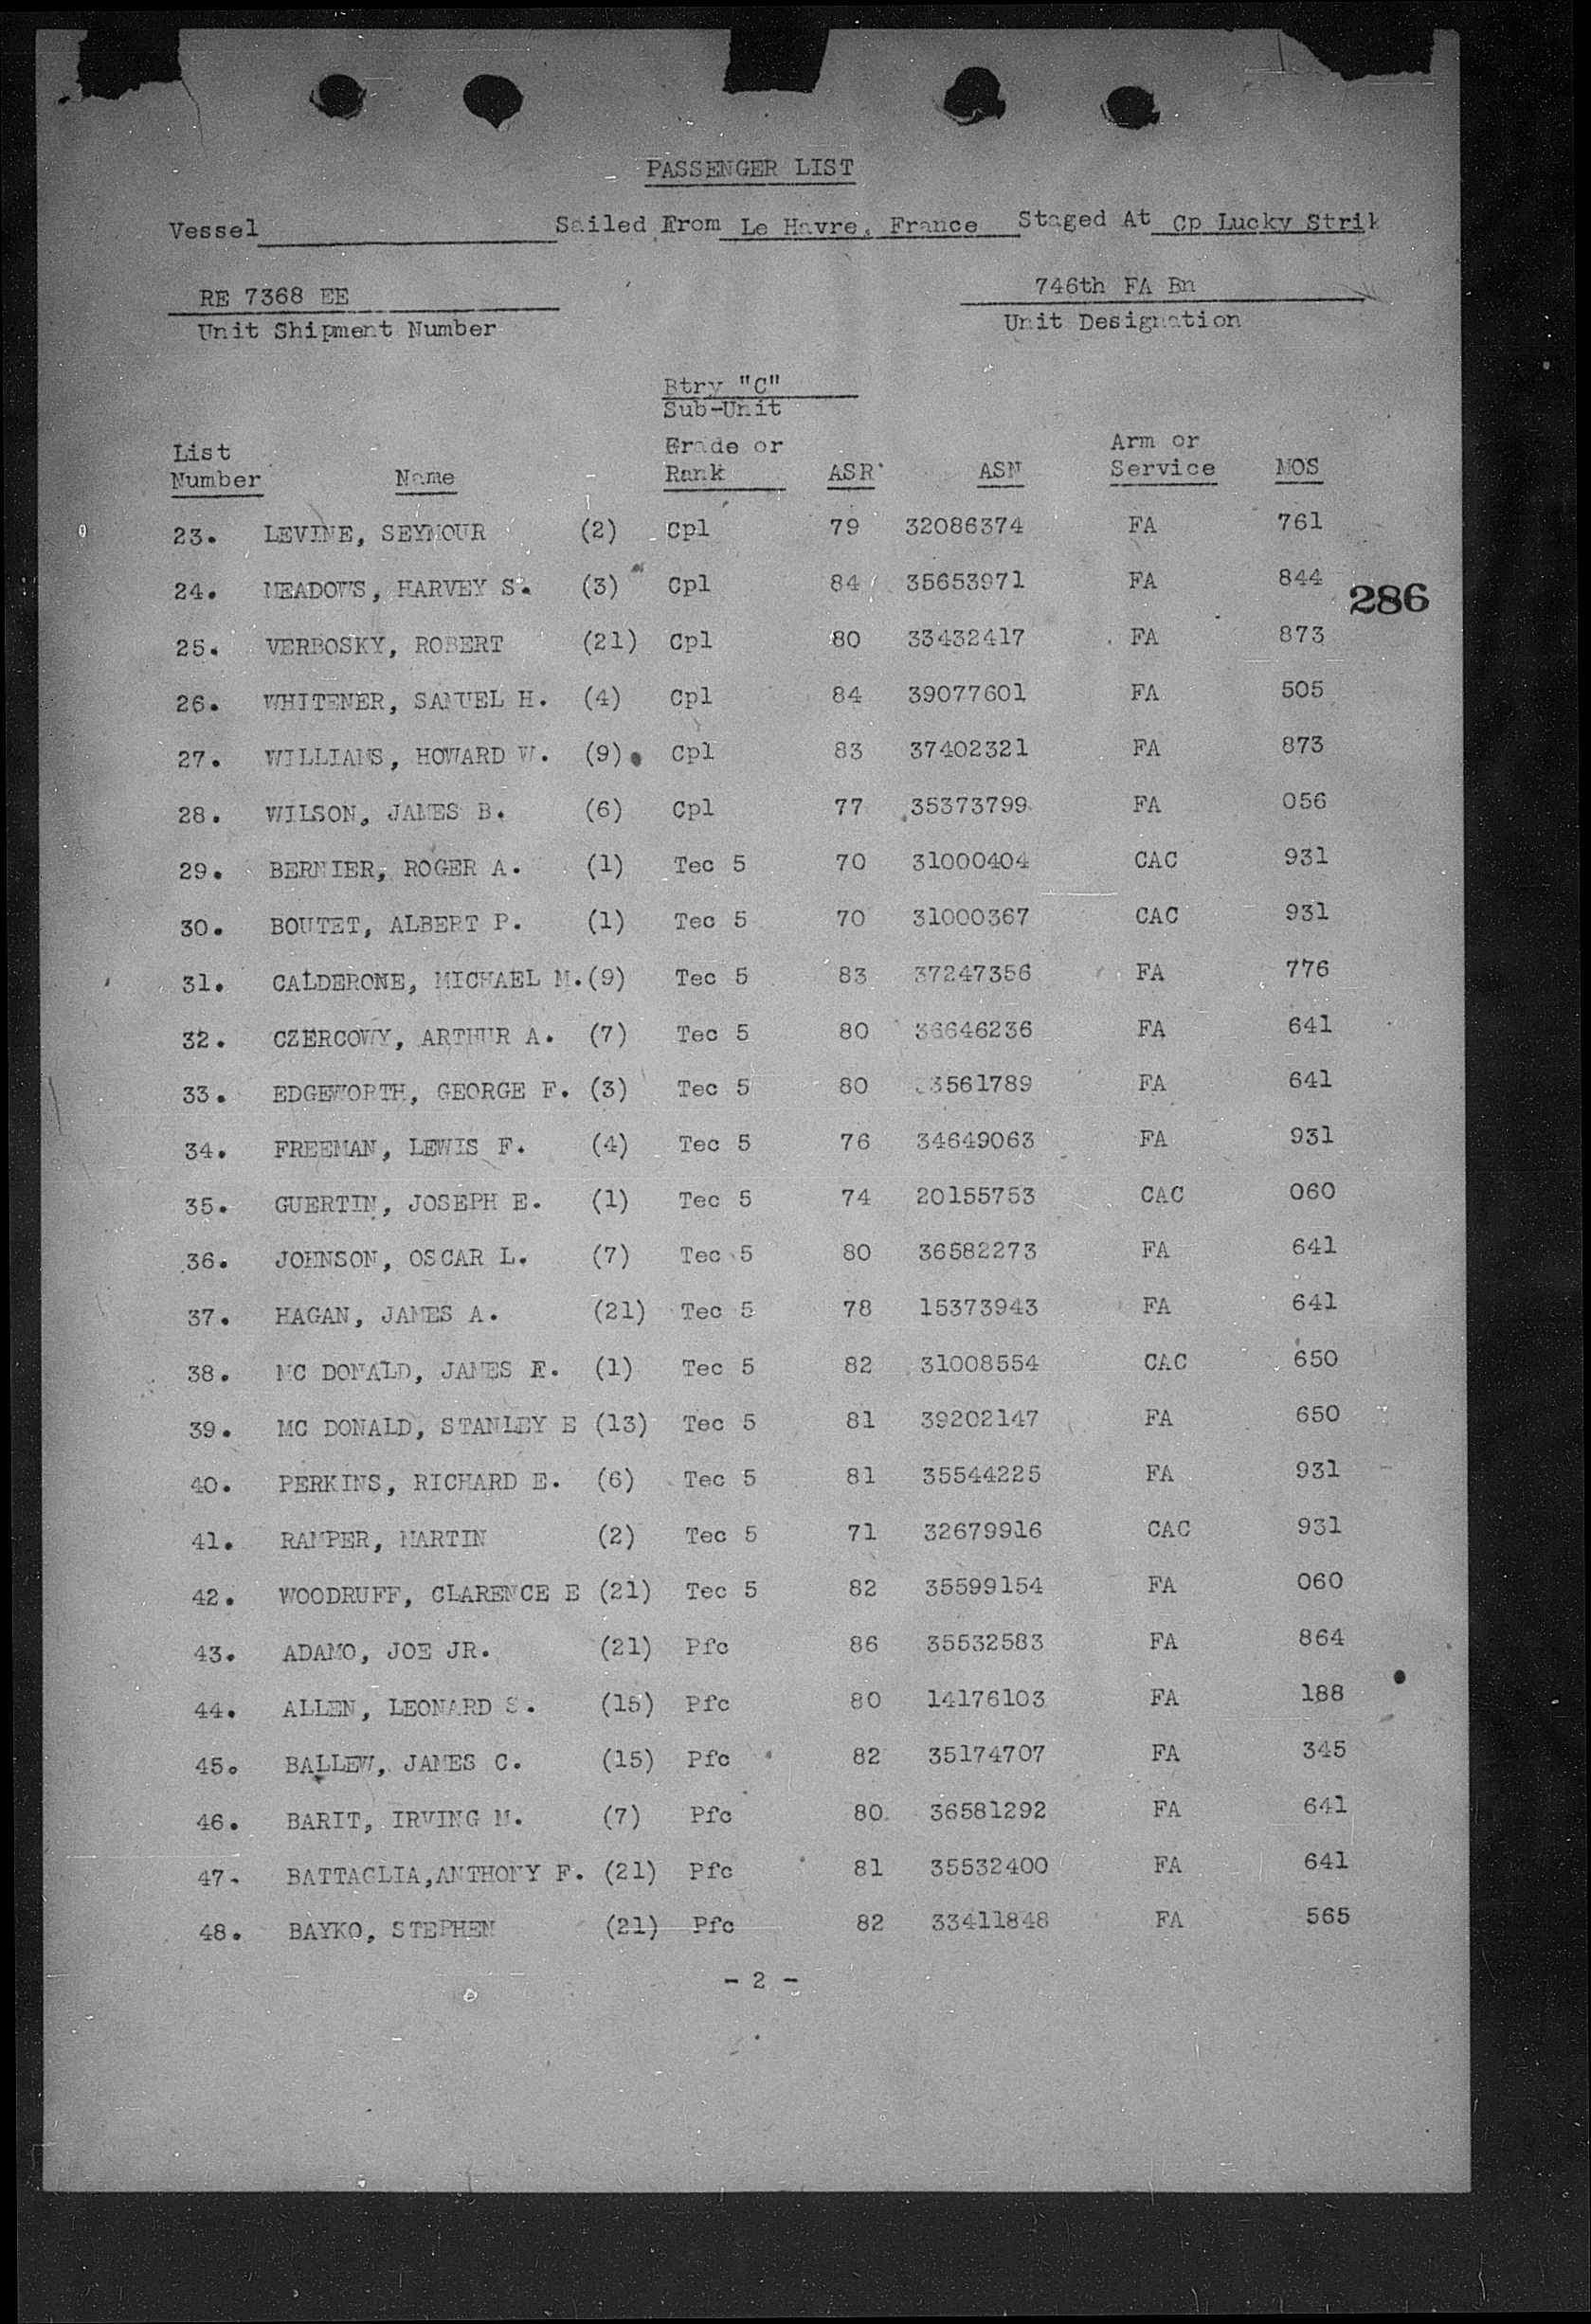 PASSENGER LIST
Vessel Sailed From Le Havre, France Staged At Cp Lucky Strik
RE 7368 EE 746th FA Bn
Unit Shipment Number Unit Designation
Btry "C"
Sub-Unit
List Number Name Grade or Rank ASR ASN Arm or Service MOS
23. LEVINE, SEYMOUR (2) Cpl 79 32086374 FA 761
24. MEADOWS, HARVEY S. (3) Cpl 84 35653971 FA 844
286
25. VERBOSKY, ROBERT (21) Cpl 80 33432417 FA 873
26. WHITENER, SAMUEL H. (4) Cpl 84 39077601 FA 505
27. WILLIAMS, HOWARD W. (9) Cpl 83 37402321 FA 873
28. WILSON, JAMES B. (6) Cpl 77 35373799 FA 056
29. BERNIER, ROGER A. (1) Tec 5 70 31000404 CAC 931
30. BOUTET, ALBERT P. (1) Tec 5 70 31000367 CAC 931
31. CALDERONE, MICHAEL M. (9) Tec 5 83 37247356 FA 776
32. CZERCOWY, ARTHUR A. (7) Tec 5 80 36646236 FA 641
33. EDGEWORTH, GEORGE F. (3) Tec 5 80 FA 641
34. FREEMAN, LEWIS F. (4) Tec 5 76 34649063 FA 931
35. GUERTIN, JOSEPH E. (1) Tec 5 74 20155753 CAC 060
36. JOHNSON, OSCAR L. (7) Tec 5 80 36582273 FA 641
37. HAGAN, JAMES A. (21) Tec 5 78 15373943 FA 641
38. MC DONALD, JAMES E. (1) Tec 5 82 31008554 CAC 650
39. MC DONALD, STANLEY E (13) Tec 5 81 39202147 FA 650
40. PERKINS, RICHARD E. (6) Tec 5 81 35544225 FA 931
41. RAMPER, MARTIN (2) Tec 5 71 32679916 CAC 931
42. WOODRUFF, CLARENCE E (21) Tec 5 82 35599154 FA 060
43. ADAMO, JOE JR. (21) Pfc 86 35532583 FA 864
44. ALLEN, LEONARD S. (15) Pfc 80 14176103 FA 188
45. BALLEW, JAMES C. (15) Pfc 82 35174707 FA 345
46. BARIT, IRVING M. (7) Pfc 80 36581292 FA 641
47. BATTAGLIA,ANTHONY F. (21) Pfc 81 35532400 FA 641
48. BAYKO, STEPHEN (21) Pfc 82 33411848 FA 565
- 2 -